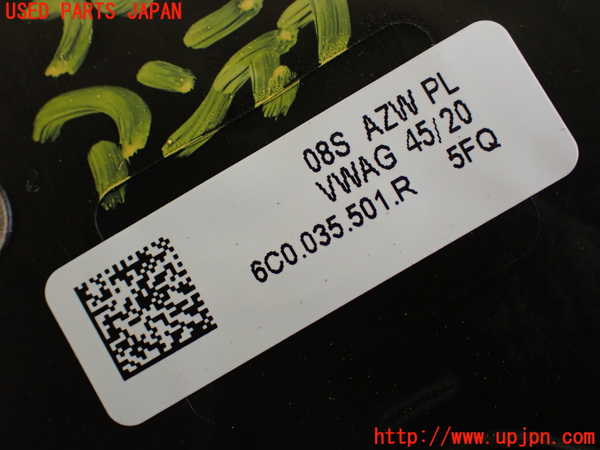 USED PARTS JAPAN
08S AZW PL
VWAG 45/20
6C0.035.501.R 5FQ
http://www.upjpn.com